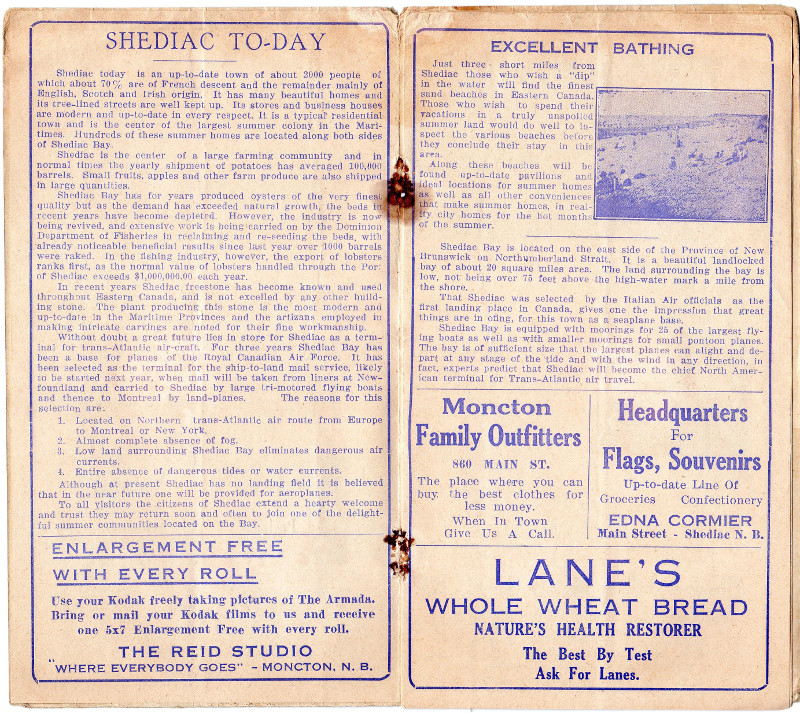 SHEDIAC TO-DAY
Shediac today is an up-to-date town of about 2000 people of
which about 70% are of French descent and the remainder mainly of
English, Scotch and Irish origin. It has many beautiful homes and
its tree-lined streets are well kept up. Its stores and business houses
are modern and up-to-date in every respect. It is a typical residential
town and is the center of the largest summer colony in the Mari-
times. Hundreds of these summer homes are located along both sides
of Shediac Bay.
Shediac is the center of a large farming community and in
normal times the yearly shipment of potatoes has averaged 100,000
barrels. Small fruits, apples and other farm produce are also shipped
in large quantities.
Shediac Bay has for years produced oysters of the very finest
quality but as the demand has exceeded natural growth, the beds in
recent years have become depleted. However, the industry is now
being revived, and extensive work is being carried on by the Dominion
Department of Fisheries in reclaiming and re-seeding the beds, with
already noticeable beneficial results since last year over 1000 barrels
were raked. In the fishing industry, however, the export of lobsters
ranks first, as the normal value of lobsters handled through the Port
of Shediac exceeds $1,000,000.00 each year.
In recent years Shediac freestone has become known and used
throughout Eastern Canada, and is not excelled by any other build-
ing stone. The plant producing this stone is the most modern and
up-to-date in the Maritime Provinces and the artizans employed in
making intricate carvings are noted for their fine workmanship.
Without doubt a great future lies in store for Shediac as a term-
inal for trans-Atlantic air-craft. For three years Shediac Bay has
been a base for planes of the Royal Canadian Air Force. It has
been selected as the terminal for the ship-to-land mail service, likely
to be started next year, when mail will be taken from liners at New-
foundland and carried to Shediac by large tri-motored flying boats
and thence to Montreal by land-planes. The reasons for this
selection are:
1. Located on Northern trans-Atlantic air route from Europe
to Montreal or New York.
2. Almost complete absence of fog.
3. Low land surrounding Shediac Bay eliminates dangerous air
currents.
4. Entire absence of dangerous tides or water currents.
Although at present Shediac has no landing field it is believed
that in the near future one will be provided for aeroplanes.
To all visitors the citizens of Shediac extend a hearty welcome
and trust they may return soon and often to join one of the delight-
ful summer communities located on the Bay.
ENLARGEMENT FREE
WITH EVERY ROLL
Use your Kodak freely taking pictures of The Armada.
Bring or mail your Kodak films to us and receive
one 5x7 Enlargement Free with every roll.
THE REID STUDIO
"WHERE EVERYBODY GOES" - MONCTON, N. B.
EXCELLENT BATHING
Just three short miles from
Shediac those who wish a "dip"
in the water will find the finest
sand beaches in Eastern Canada.
Those who wish to spend their
vacations in a truly unspoiled
summer land would do well to in-
spect the various beaches before
they conclude their stay in this
area.
Along these beaches will be
found up-to-date pavilions and
ideal locations for summer homes
as well as all other conveniences
that make summer homes, in real-
ity city homes for the hot months
of the summer.
Shediac Bay is located on the east side of the Province of New
Brunswick on Northumberland Strait. It is a beautiful landlocked
bay of about 20 square miles area. The land surrounding the bay is
low, not being over 75 feet above the high-water mark a mile from
the shore.
That Shediac was selected by the Italian Air officials as the
first landing place in Canada, gives one the impression that great
things are in offing, for this town as a seaplane base.
Shediac Bay is equipped with moorings for 25 of the largest fly-
ing boats as well as with smaller moorings for small pontoon planes.
The bay is of sufficient size that the largest planes can alight and de-
part at any stage of the tide and with the wind in any direction, in
fact, experts predict that Shediac will become the chief North Amer-
ican terminal for Trans-Atlantic air travel.
Moncton
Family Outfitters
860 MAIN ST.
The place where you can
buy the best clothes for
less money.
When In Town
Give Us A Call.
Headquarters
For
Flags, Souvenirs
Up-to-date Line Of
Groceries Confectionery
EDNA CORMIER
Main Street - Shediac N. B.
LANE'S
WHOLE WHEAT BREAD
NATURE'S HEALTH RESTORER
The Best By Test
Ask For Lanes.